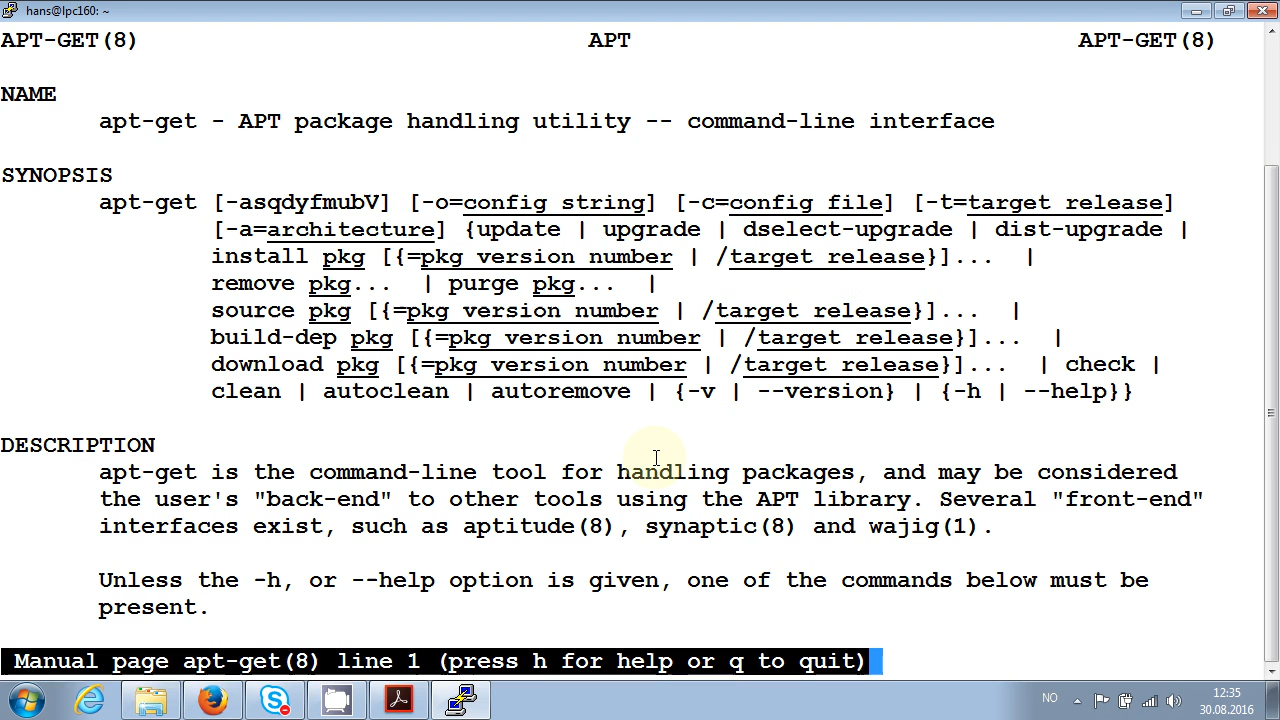 hans@lpc160: ~
APT-GET(8) APT APT-GET(8)
NAME
apt-get - APT package handling utility -- command-line interface
SYNOPSIS
apt-get [-asqdyfmubV] [-o=config string] [-c=config file] [-t=target release]
[-a=architecture] {update | upgrade | dselect-upgrade | dist-upgrade |
install pkg [{=pkg version number | /target release}]... |
remove pkg... | purge pkg... |
source pkg [{=pkg version number | /target release}]... |
build-dep pkg [{=pkg version number | /target release}]... |
download pkg [{=pkg version number | /target release}]... | check |
clean | autoclean | autoremove | {-v | --version} | {-h | --help}}
DESCRIPTION
apt-get is the command-line tool for handling packages, and may be considered
the user's "back-end" to other tools using the APT library. Several "front-end"
interfaces exist, such as aptitude(8), synaptic(8) and wajig(1).
Unless the -h, or --help option is given, one of the commands below must be
present.
Manual page apt-get(8) line 1 (press h for help or q to quit)
NO
12:35
30.08.2016